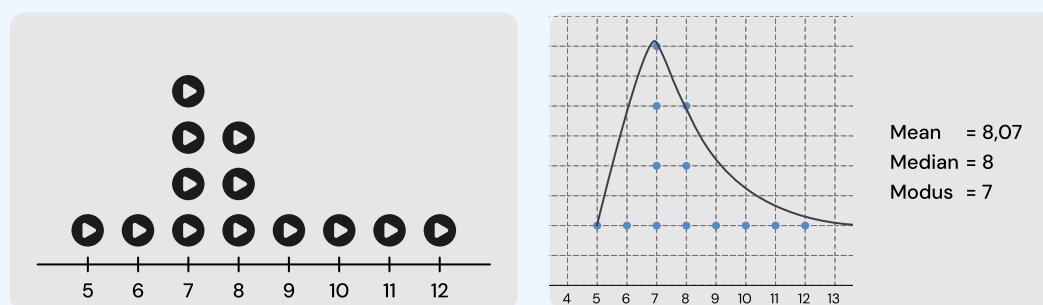 5 6 7 8 9 10 11 12
4 5 6 7 8 9 10 11 12 13
Mean = 8,07
Median = 8
Modus = 7